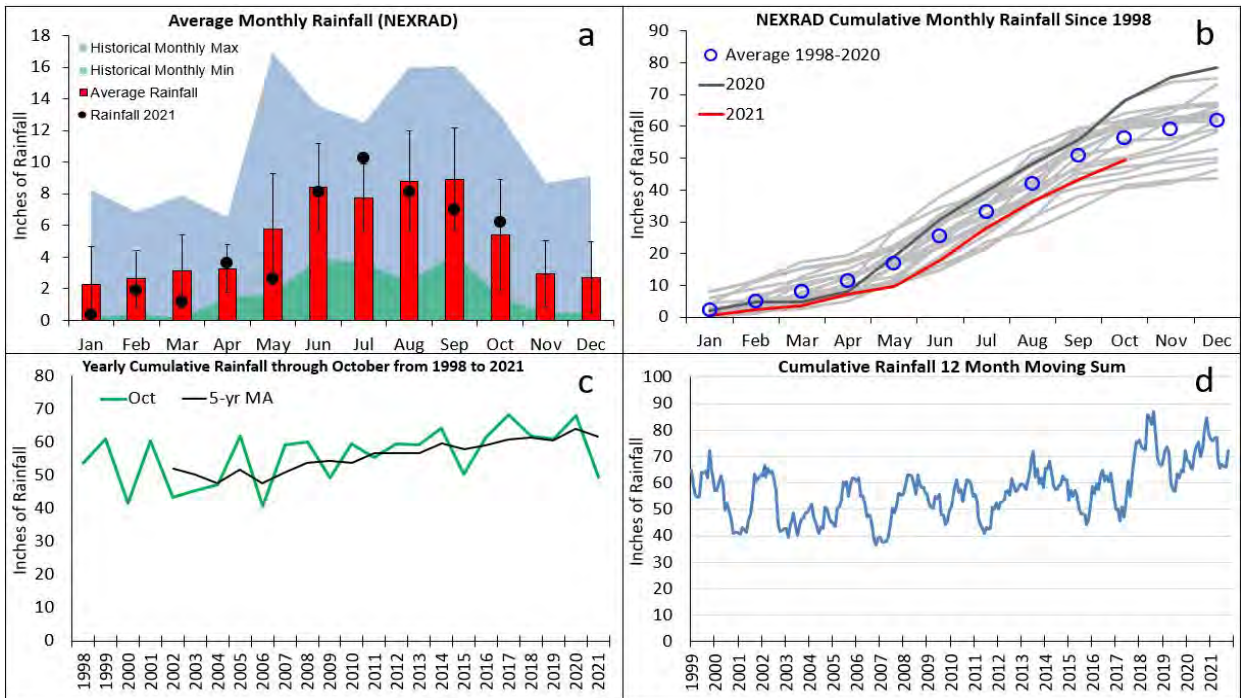 Average Monthly Rainfall (NEXRAD)
a
Inches of Rainfall
18
16
14
12
10
8
6
4
2
0
Historical Monthly Max
Historical Monthly Min
Average Rainfall
Rainfall 2021
Jan Feb Mar Apr May Jun Jul Aug Sep Oct Nov Dec
NEXRAD Cumulative Monthly Rainfall Since 1998
b
Inches of Rainfall
90
80
70
60
50
40
30
20
10
0
Average 1998-2020
2020
2021
Jan Feb Mar Apr May Jun Jul Aug Sep Oct Nov Dec
Yearly Cumulative Rainfall through October from 1998 to 2021
c
Inches of Rainfall
80
70
60
50
40
30
20
10
0
Oct 5-yr MA
1998 1999 2000 2001 2002 2003 2004 2005 2006 2007 2008 2009 2010 2011 2012 2013 2014 2015 2016 2017 2018 2019 2020 2021
Cumulative Rainfall 12 Month Moving Sum
d
Inches of Rainfall
100
90
80
70
60
50
40
30
20
10
0
1999 2000 2001 2002 2003 2004 2005 2006 2007 2008 2009 2010 2011 2012 2013 2014 2015 2016 2017 2018 2019 2020 2021